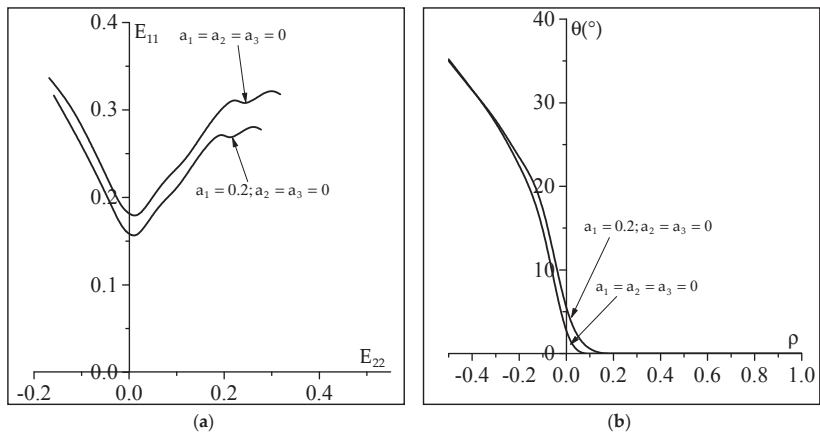 E₁₁
a₁ = a₂ = a₃ = 0
0.4
0.3
0.2
a₁ = 0.2; a₂ = a₃ = 0
0.1
0.0
E₂₂
-0.2 0.0 0.2 0.4
(a)
θ(°)
40
30
20
a₁ = 0.2; a₂ = a₃ = 0
10
a₁ = a₂ = a₃ = 0
0
ρ
-0.4 -0.2 0.0 0.2 0.4 0.6 0.8 1.0
(b)